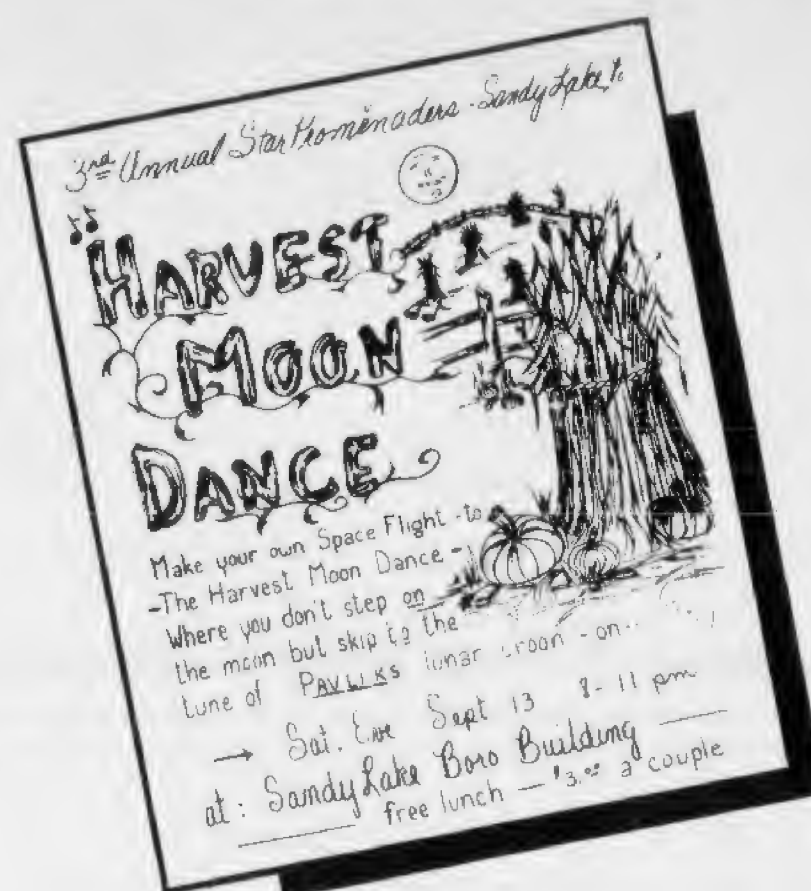 3rd Annual Star Promenaders - Sandy Lake, Pa
HARVEST
MOON
DANCE
Make your own Space Flight - to
- The Harvest Moon Dance -
Where you don't step on
the moon but skip to the
tune of PAVLIKS lunar croon - on -
→ Sat. Eve Sept 13 8 - 11 pm
at: Sandy Lake Boro Building
free lunch — $3.00 a couple